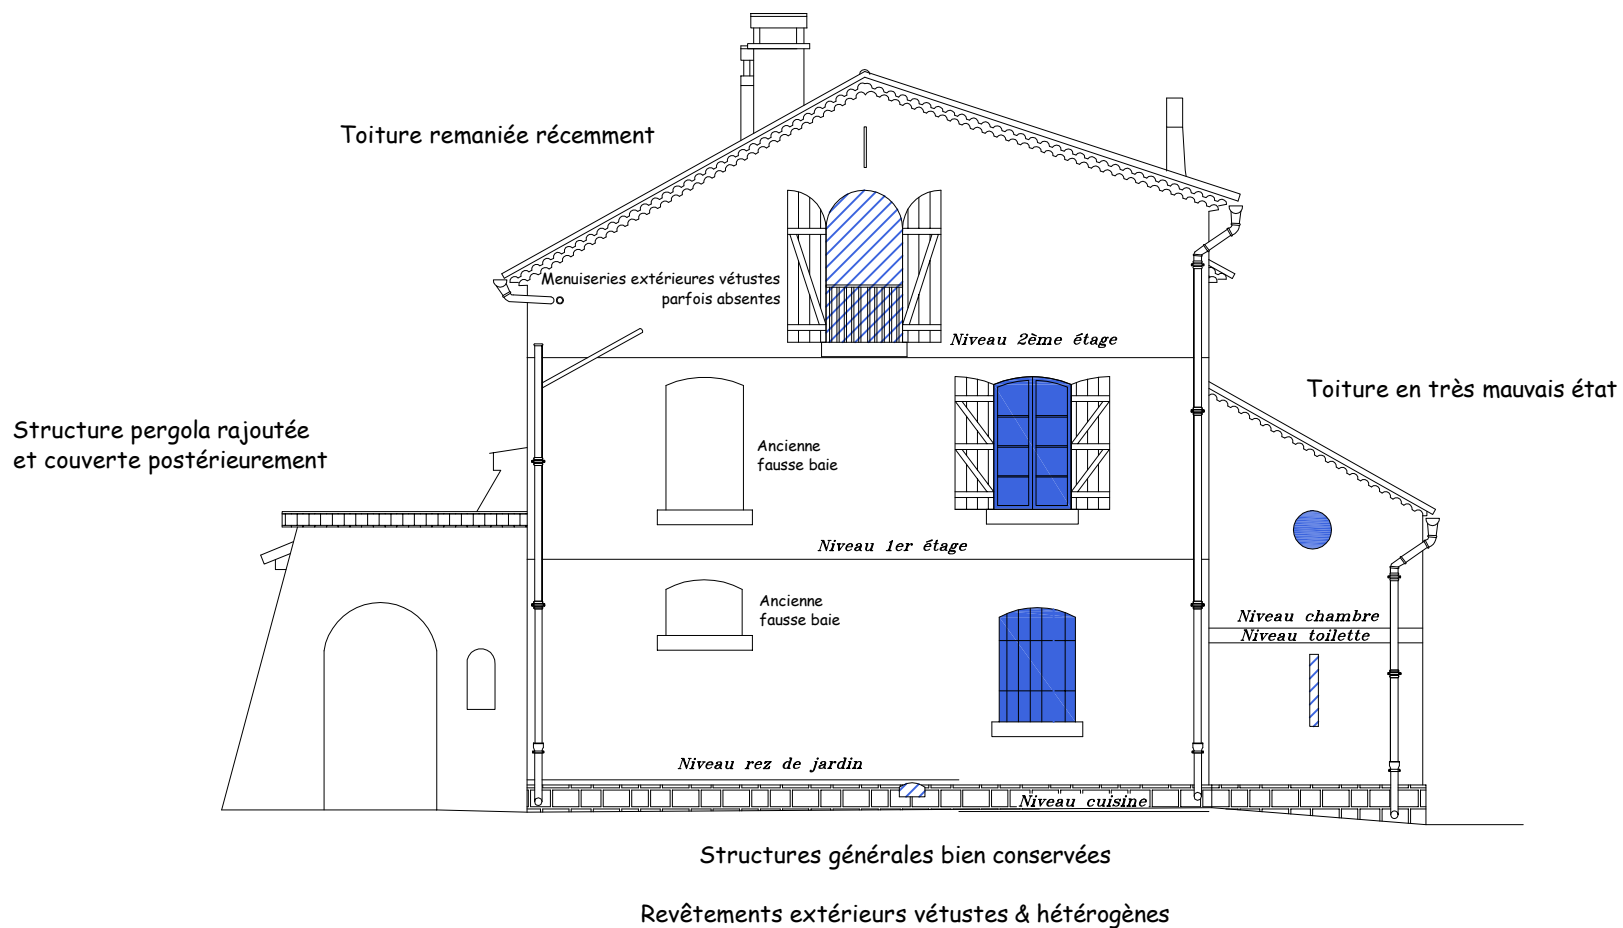 Toiture remaniée récemment
Menuiseries extérieures vétustes
parfois absentes
Niveau 2ème étage
Toiture en très mauvais état
Structure pergola rajoutée
et couverte postérieurement
Ancienne
fausse baie
Niveau 1er étage
Ancienne
fausse baie
Niveau chambre
Niveau toilette
Niveau rez de jardin
Niveau cuisine
Structures générales bien conservées
Revêtements extérieurs vétustes & hétérogènes